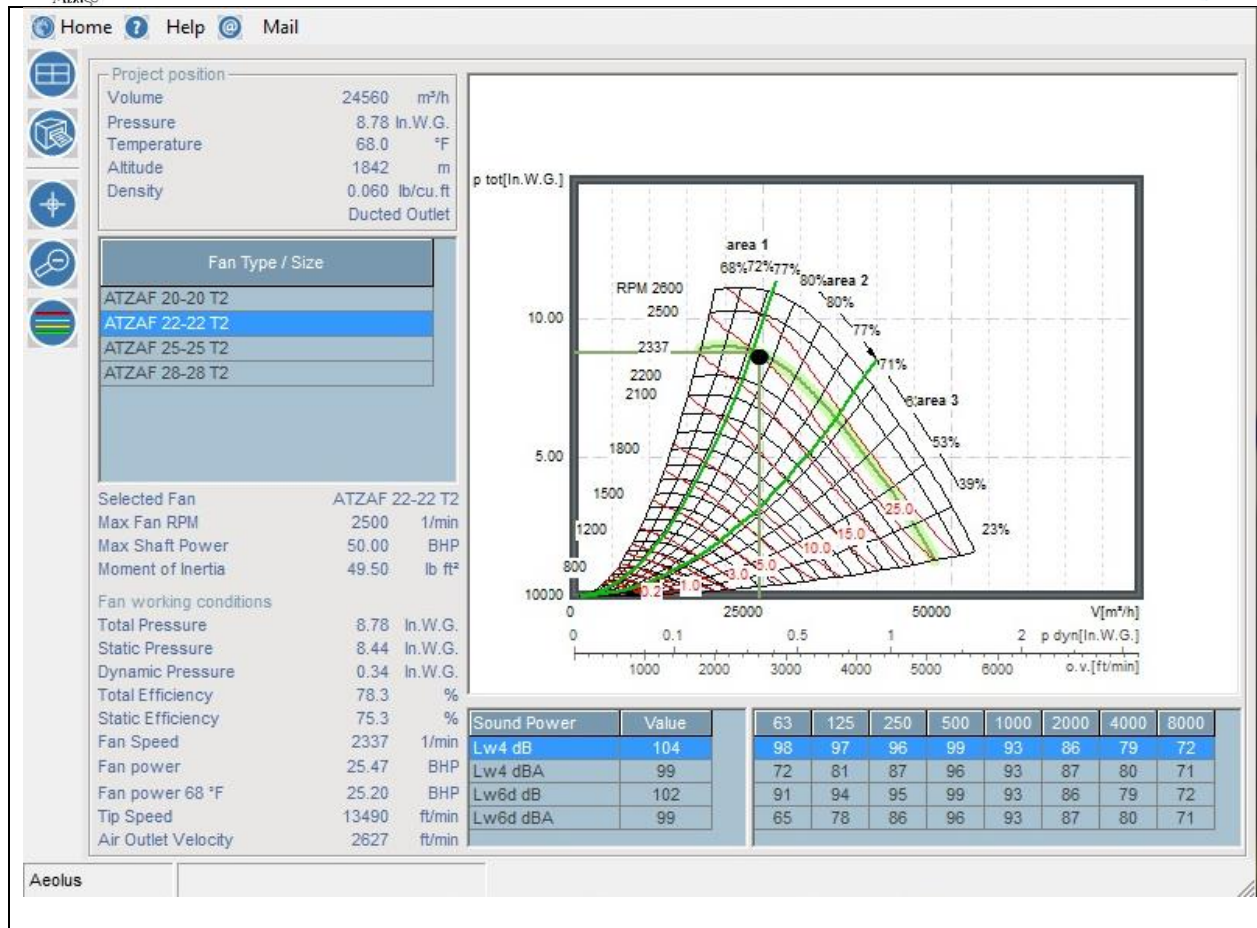 MÉXICO
Home Help Mail
Project position
Volume 24560 m³/h
Pressure 8.78 In.W.G.
Temperature 68.0 °F
Altitude 1842 m
Density 0.060 lb/cu.ft
Ducted Outlet
Fan Type / Size
ATZAF 20-20 T2
ATZAF 22-22 T2
ATZAF 25-25 T2
ATZAF 28-28 T2
Selected Fan ATZAF 22-22 T2
Max Fan RPM 2500 1/min
Max Shaft Power 50.00 BHP
Moment of Inertia 49.50 lb ft²
Fan working conditions
Total Pressure 8.78 In.W.G.
Static Pressure 8.44 In.W.G.
Dynamic Pressure 0.34 In.W.G.
Total Efficiency 78.3 %
Static Efficiency 75.3 %
Fan Speed 2337 1/min
Fan power 25.47 BHP
Fan power 68 °F 25.20 BHP
Tip Speed 13490 ft/min
Air Outlet Velocity 2627 ft/min
p tot[In.W.G.]
area 1
68% 72% 77%
80% area 2
RPM 2600
80%
2500
10.00
77%
2337
71%
2200
2100
area 3
1800
53%
5.00
39%
1500
25.0
1200
15.0
23%
10.0
800
5.0
3.0
1.0
0.2
10000
0 25000 50000 V[m³/h]
0 0.1 0.5 1 2 p dyn[In.W.G.]
1000 2000 3000 4000 5000 6000 o.v.[ft/min]
Sound Power Value 63 125 250 500 1000 2000 4000 8000
Lw4 dB 104 98 97 96 99 93 86 79 72
Lw4 dBA 99 72 81 87 96 93 87 80 71
Lw6d dB 102 91 94 95 99 93 86 79 72
Lw6d dBA 99 65 78 86 96 93 87 80 71
Aeolus